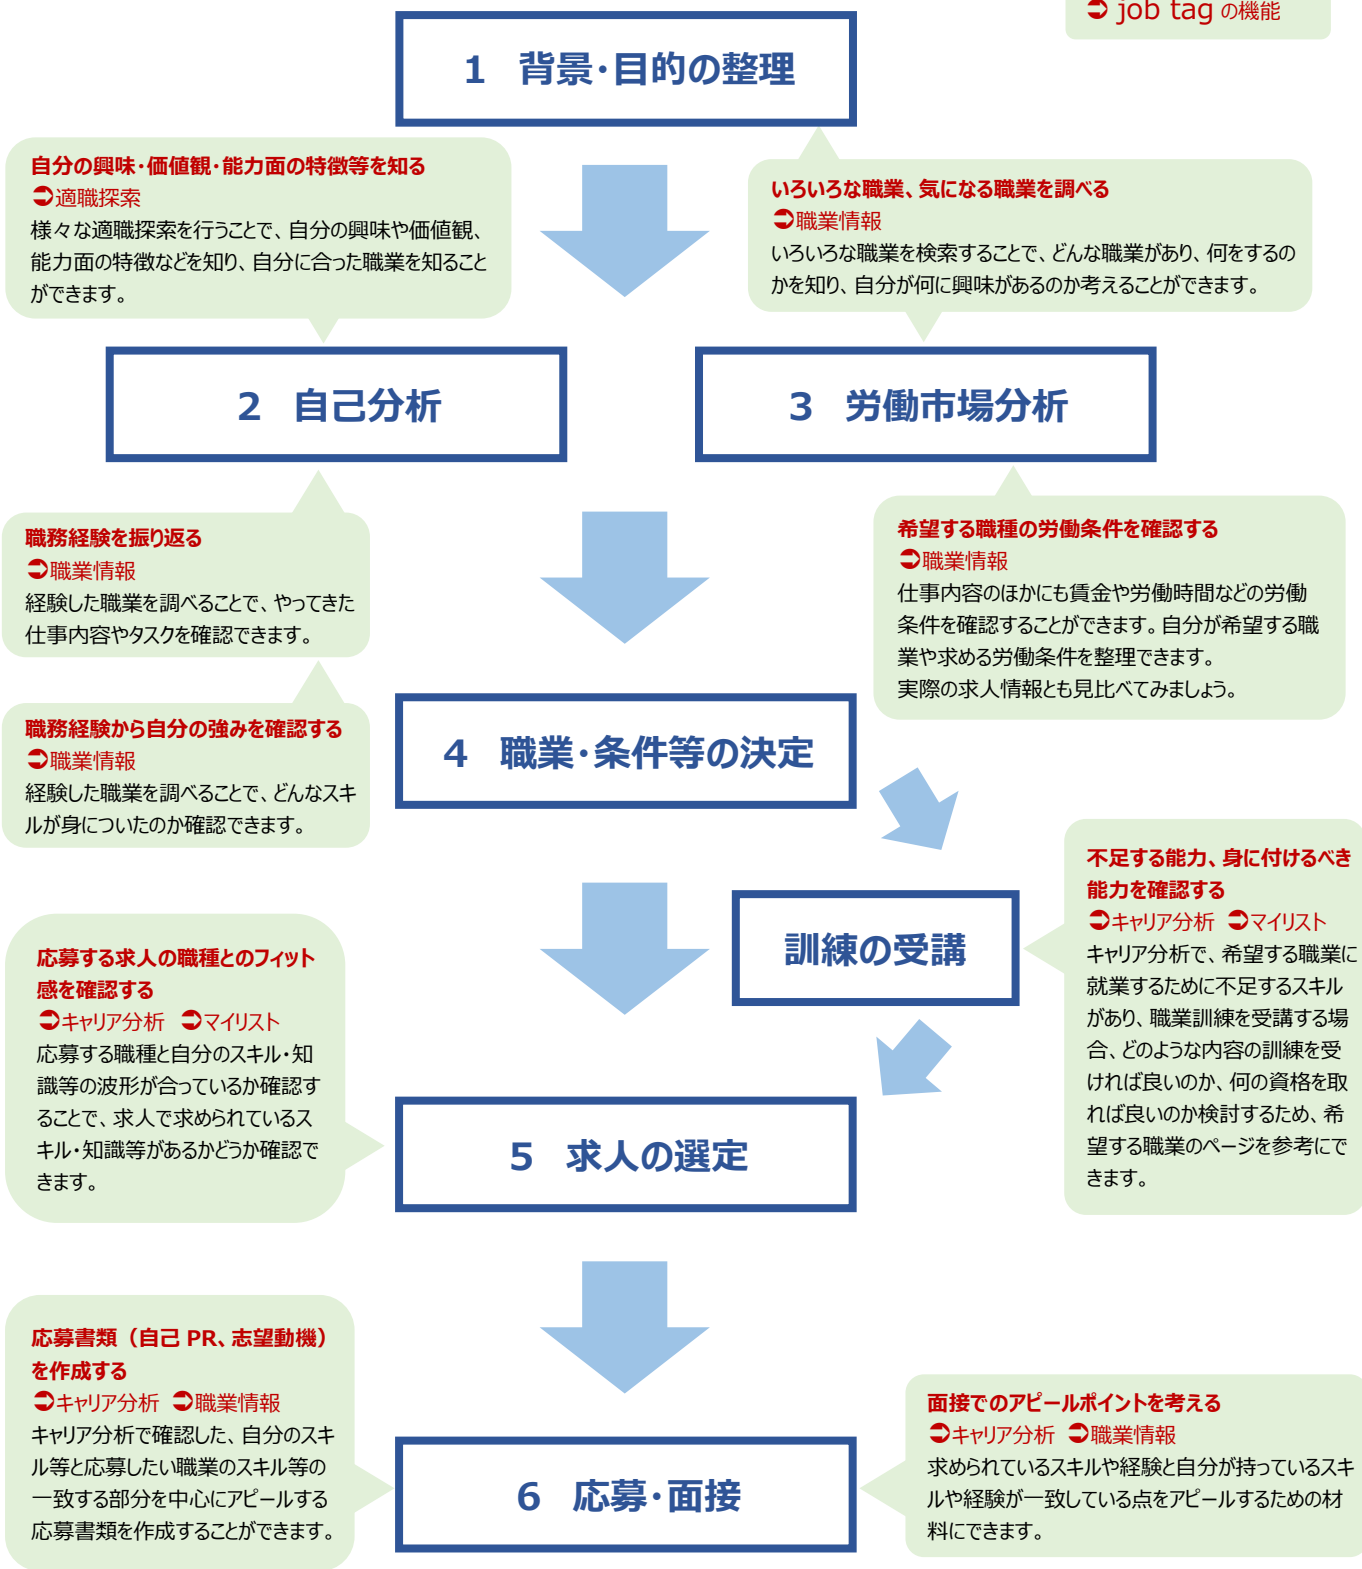 ➲ job tag の機能
1 背景・目的の整理
自分の興味・価値観・能力面の特徴等を知る
➲適職探索
様々な適職探索を行うことで、自分の興味や価値観、
能力面の特徴などを知り、自分に合った職業を知ること
ができます。
いろいろな職業、気になる職業を調べる
➲職業情報
いろいろな職業を検索することで、どんな職業があり、何をするの
かを知り、自分が何に興味があるのか考えることができます。
2 自己分析
3 労働市場分析
職務経験を振り返る
➲職業情報
経験した職業を調べることで、やってきた
仕事内容やタスクを確認できます。
希望する職種の労働条件を確認する
➲職業情報
仕事内容のほかにも賃金や労働時間などの労働
条件を確認することができます。自分が希望する職
業や求める労働条件を整理できます。
実際の求人情報とも見比べてみましょう。
職務経験から自分の強みを確認する
➲職業情報
経験した職業を調べることで、どんなスキ
ルが身についたのか確認できます。
4 職業・条件等の決定
訓練の受講
不足する能力、身に付けるべき
能力を確認する
➲キャリア分析 ➲マイリスト
キャリア分析で、希望する職業に
就業するために不足するスキル
があり、職業訓練を受講する場
合、どのような内容の訓練を受
ければ良いのか、何の資格を取
れば良いのか検討するため、希
望する職業のページを参考にで
きます。
応募する求人の職種とのフィット
感を確認する
➲キャリア分析 ➲マイリスト
応募する職種と自分のスキル・知
識等の波形が合っているか確認す
ることで、求人で求められているス
キル・知識等があるかどうか確認で
きます。
5 求人の選定
応募書類（自己 PR、志望動機）
を作成する
➲キャリア分析 ➲職業情報
キャリア分析で確認した、自分のスキ
ル等と応募したい職業のスキル等の
一致する部分を中心にアピールする
応募書類を作成することができます。
6 応募・面接
面接でのアピールポイントを考える
➲キャリア分析 ➲職業情報
求められているスキルや経験と自分が持っているスキ
ルや経験が一致している点をアピールするための材
料にできます。